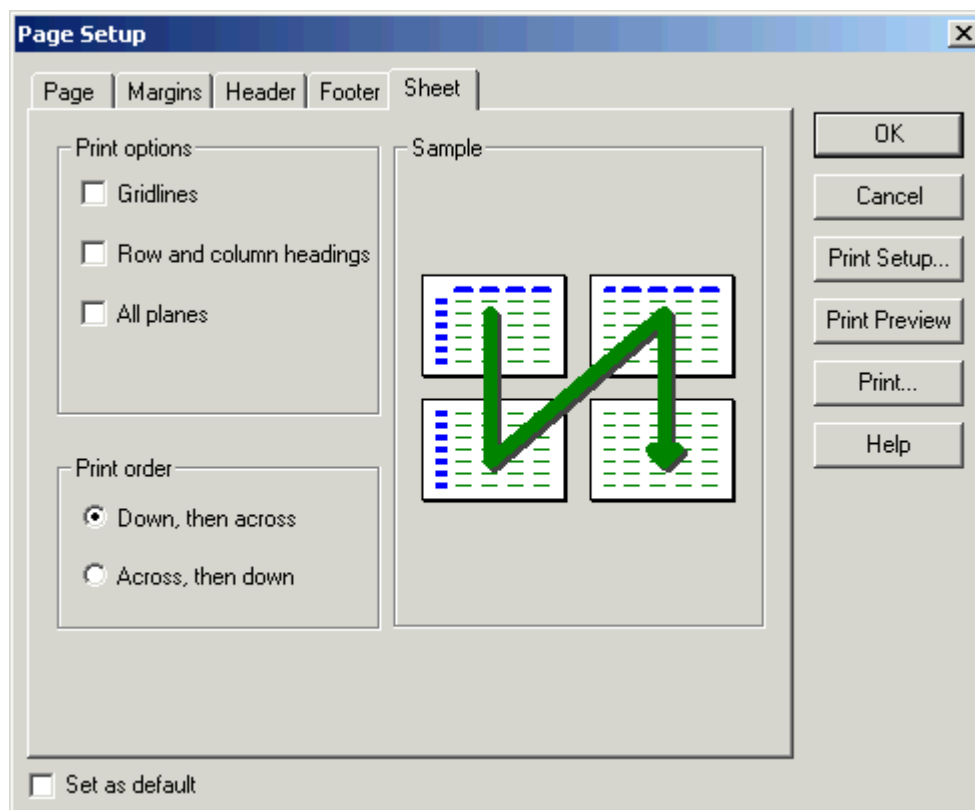 Page Setup
Page
Margins
Header
Footer
Sheet
Print options
Gridlines
Row and column headings
All planes
Print order
Down, then across
Across, then down
Sample
OK
Cancel
Print Setup...
Print Preview
Print...
Help
Set as default